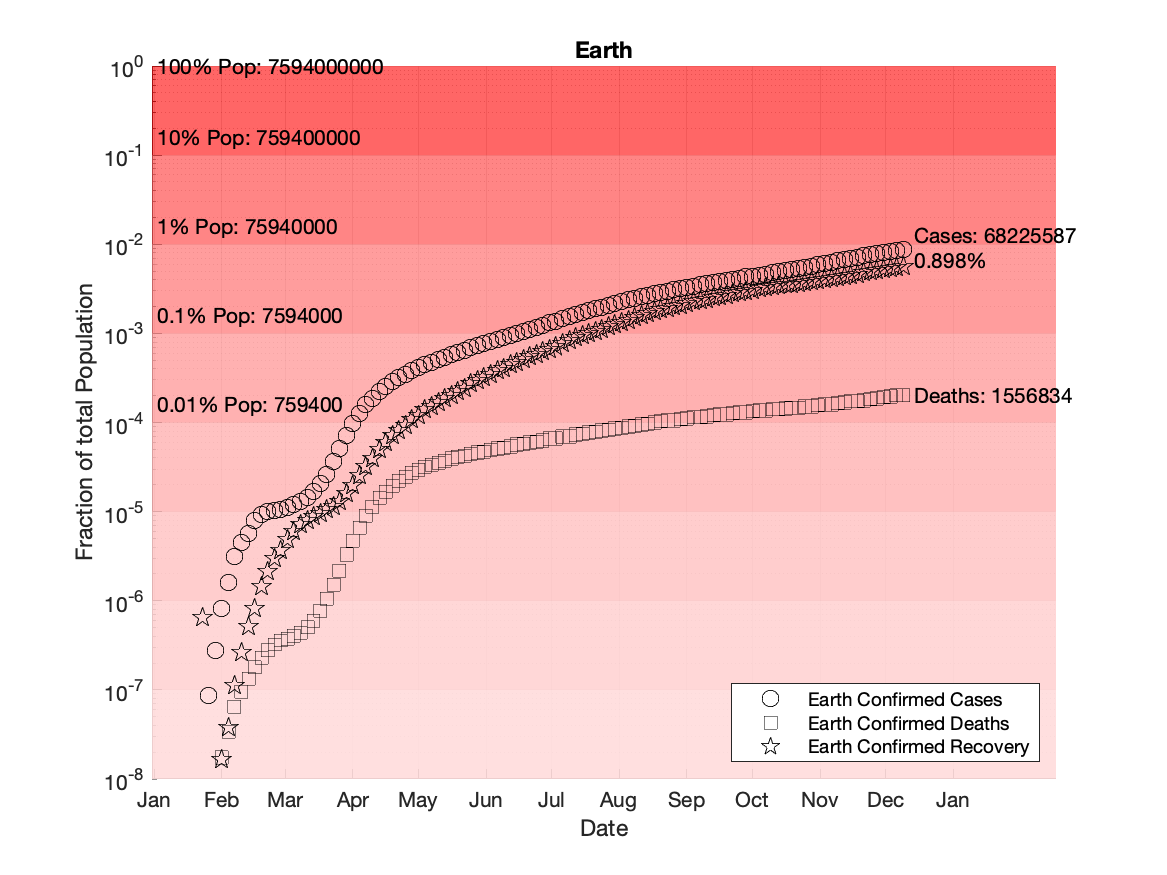 Earth
10^0
100% Pop: 7594000000
10% Pop: 759400000
10^-1
1% Pop: 75940000
10^-2
Cases: 68225587
0.898%
0.1% Pop: 7594000
10^-3
Deaths: 1556834
0.01% Pop: 759400
10^-4
10^-5
10^-6
10^-7
10^-8
Fraction of total Population
Earth Confirmed Cases
Earth Confirmed Deaths
Earth Confirmed Recovery
Jan Feb Mar Apr May Jun Jul Aug Sep Oct Nov Dec Jan
Date